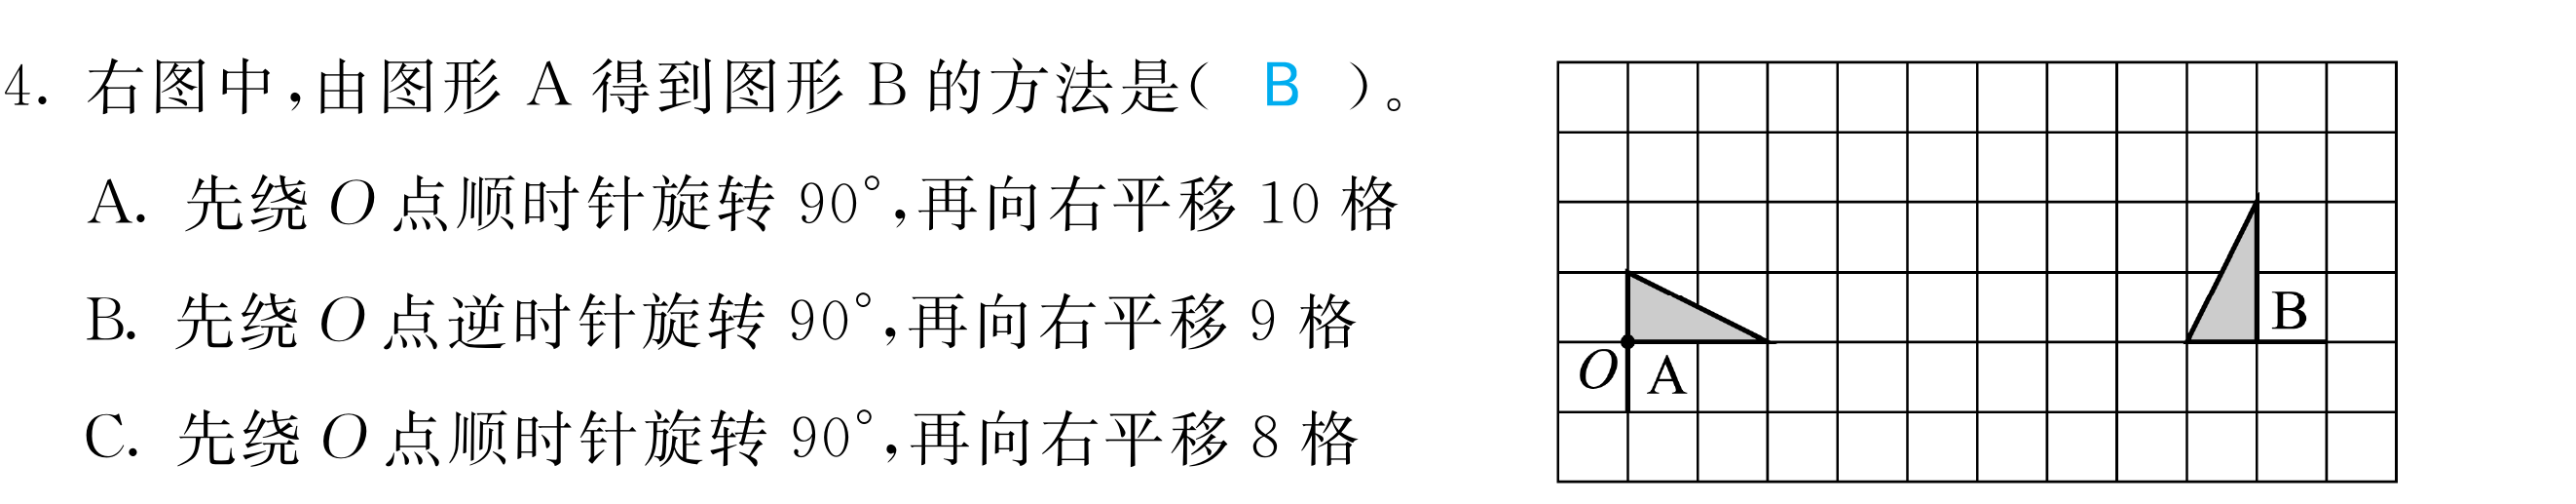 4. 右图中,由图形 A 得到图形 B 的方法是( B )。
A. 先绕 O 点顺时针旋转 90°,再向右平移 10 格
B. 先绕 O 点逆时针旋转 90°,再向右平移 9 格
C. 先绕 O 点顺时针旋转 90°,再向右平移 8 格
O A
B